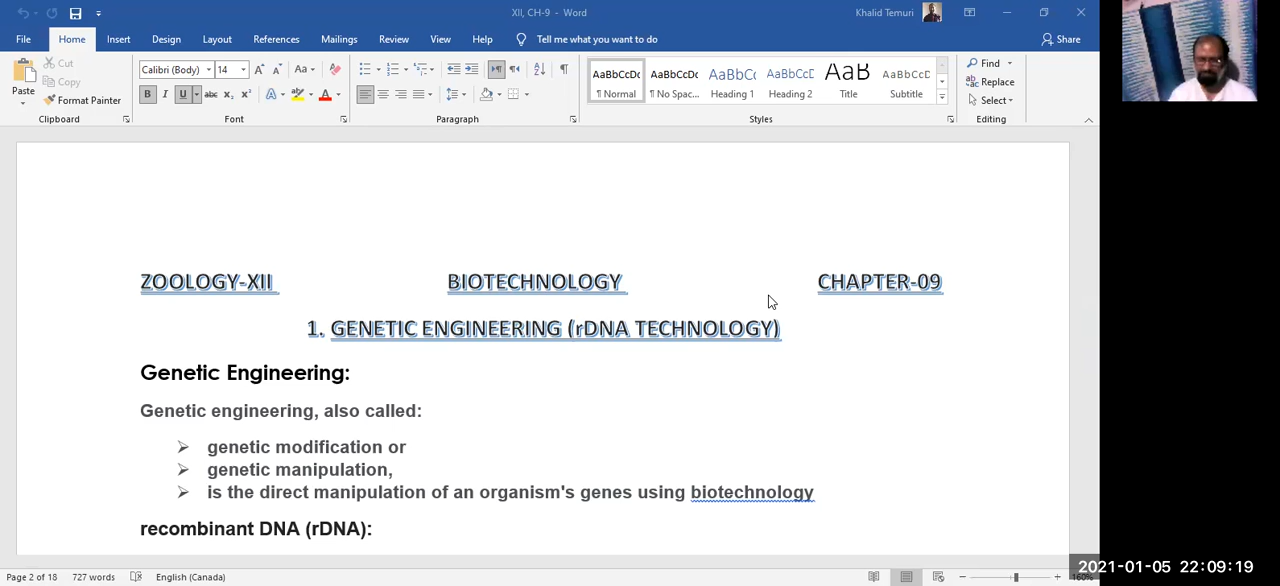 XII, CH-9 - Word
Khalid Temuri
File Home Insert Design Layout References Mailings Review View Help Tell me what you want to do Share
Paste
Cut
Copy
Format Painter
Calibri (Body) 14
AaBbCcDc AaBbCcDc AaBbCc AaBbCcD AaB AaBbCcD
¶ Normal ¶ No Spac... Heading 1 Heading 2 Title Subtitle
Find
Replace
Select
Clipboard Font Paragraph Styles Editing
ZOOLOGY-XII BIOTECHNOLOGY CHAPTER-09
1. GENETIC ENGINEERING (rDNA TECHNOLOGY)
Genetic Engineering:
Genetic engineering, also called:
➢ genetic modification or
➢ genetic manipulation,
➢ is the direct manipulation of an organism's genes using biotechnology
recombinant DNA (rDNA):
Page 2 of 18 727 words English (Canada) 160%
2021-01-05 22:09:19